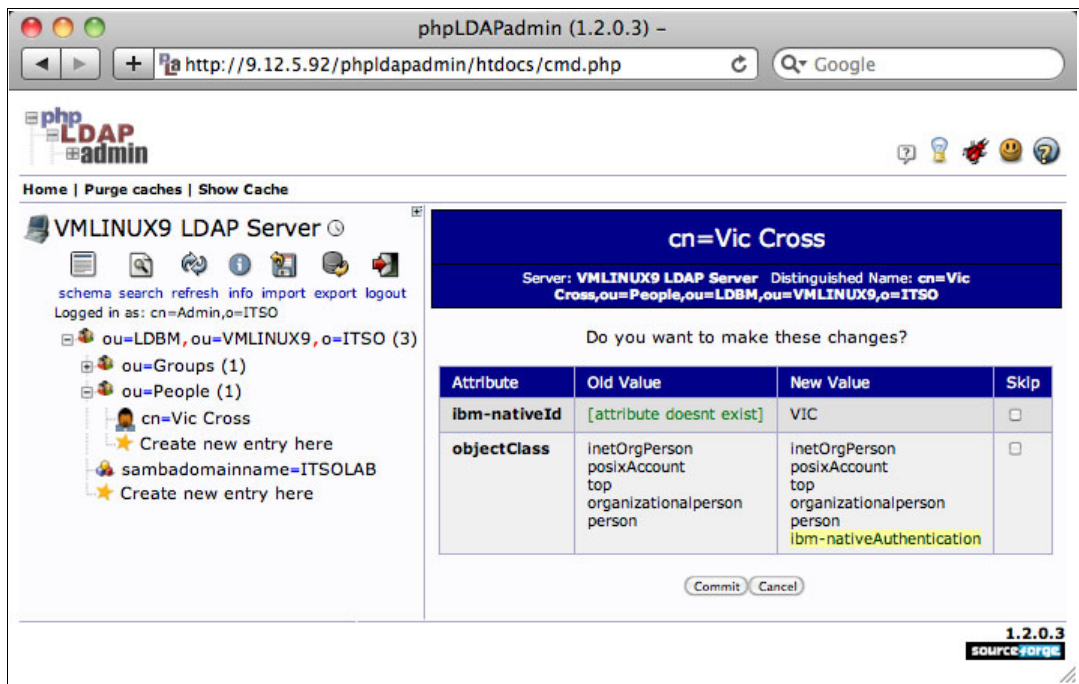 phpLDAPadmin (1.2.0.3) –
http://9.12.5.92/phpldapadmin/htdocs/cmd.php
Google
php
LDAP
admin
Home | Purge caches | Show Cache
VMLINUX9 LDAP Server
schema search refresh info import export logout
Logged in as: cn=Admin,o=ITSO
ou=LDBM,ou=VMLINUX9,o=ITSO (3)
ou=Groups (1)
ou=People (1)
cn=Vic Cross
Create new entry here
sambadomainname=ITSOLAB
Create new entry here
cn=Vic Cross
Server: VMLINUX9 LDAP Server Distinguished Name: cn=Vic
Cross,ou=People,ou=LDBM,ou=VMLINUX9,o=ITSO
Do you want to make these changes?
Attribute Old Value New Value Skip
ibm-nativeId [attribute doesnt exist] VIC
objectClass inetOrgPerson inetOrgPerson
posixAccount posixAccount
top top
organizationalperson organizationalperson
person person
ibm-nativeAuthentication
Commit Cancel
1.2.0.3
sourceforge